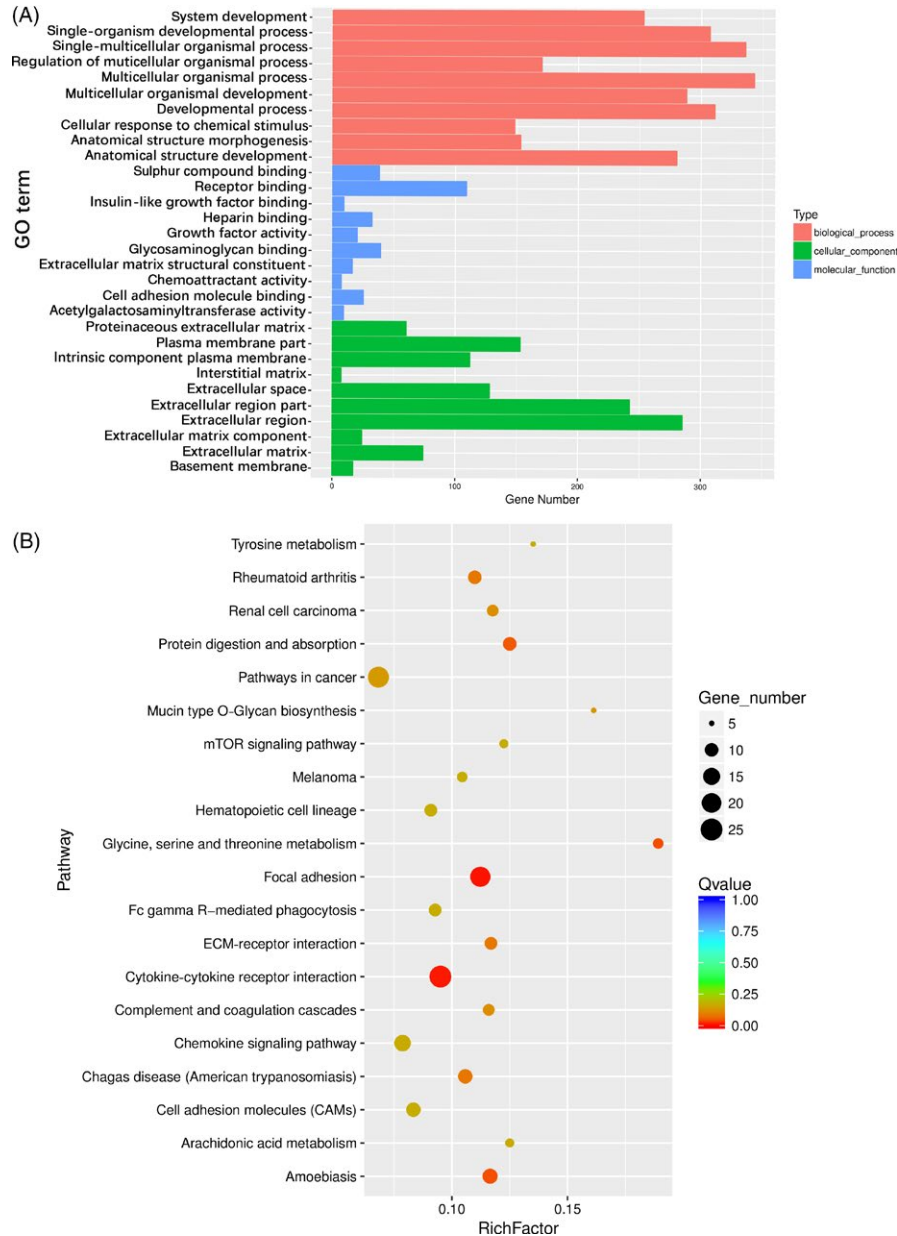 (A)
System development
Single-organism developmental process
Single-multicellular organismal process
Regulation of muticellular organismal process
Multicellular organismal process
Multicellular organismal development
Developmental process
Cellular response to chemical stimulus
Anatomical structure morphogenesis
Anatomical structure development
Sulphur compound binding
Receptor binding
Insulin-like growth factor binding
Heparin binding
Growth factor activity
Glycosaminoglycan binding
Extracellular matrix structural constituent
Chemoattractant activity
Cell adhesion molecule binding
Acetylgalactosaminyltransferase activity
Proteinaceous extracellular matrix
Plasma membrane part
Intrinsic component plasma membrane
Interstitial matrix
Extracellular space
Extracellular region part
Extracellular region
Extracellular matrix component
Extracellular matrix
Basement membrane
GO term
0 100 200 300
Gene Number
Type
biological_process
cellular_component
molecular_function
(B)
Tyrosine metabolism
Rheumatoid arthritis
Renal cell carcinoma
Protein digestion and absorption
Pathways in cancer
Mucin type O-Glycan biosynthesis
mTOR signaling pathway
Melanoma
Hematopoietic cell lineage
Glycine, serine and threonine metabolism
Focal adhesion
Fc gamma R−mediated phagocytosis
ECM-receptor interaction
Cytokine-cytokine receptor interaction
Complement and coagulation cascades
Chemokine signaling pathway
Chagas disease (American trypanosomiasis)
Cell adhesion molecules (CAMs)
Arachidonic acid metabolism
Amoebiasis
Pathway
0.10 0.15
RichFactor
Gene_number
5
10
15
20
25
Qvalue
1.00
0.75
0.50
0.25
0.00